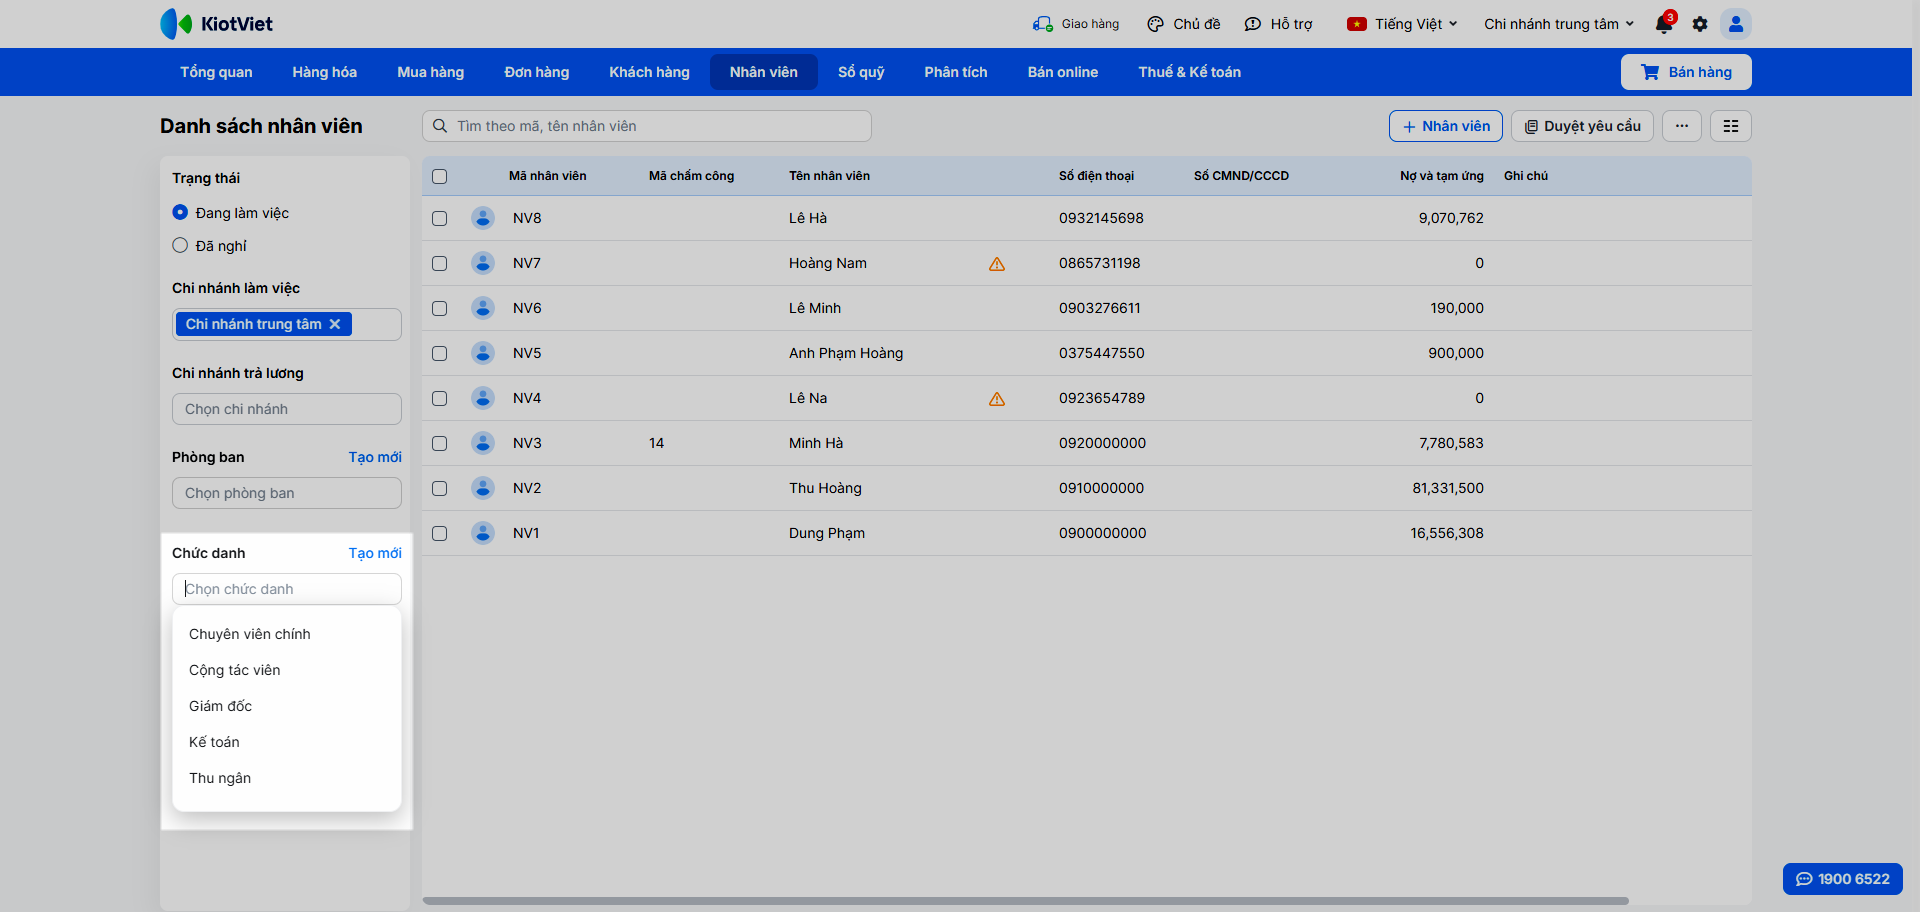 KiotViet
Giao hàng Chủ đề Hỗ trợ Tiếng Việt Chi nhánh trung tâm 3
Tổng quan Hàng hóa Mua hàng Đơn hàng Khách hàng Nhân viên Sổ quỹ Phân tích Bán online Thuế & Kế toán Bán hàng
Danh sách nhân viên
Tìm theo mã, tên nhân viên
+ Nhân viên Duyệt yêu cầu ...
Trạng thái
Đang làm việc
Đã nghỉ
Chi nhánh làm việc
Chi nhánh trung tâm ✕
Chi nhánh trả lương
Chọn chi nhánh
Phòng ban Tạo mới
Chọn phòng ban
Chức danh Tạo mới
Chọn chức danh
Chuyên viên chính
Cộng tác viên
Giám đốc
Kế toán
Thu ngân
Mã nhân viên Mã chấm công Tên nhân viên Số điện thoại Số CMND/CCCD Nợ và tạm ứng Ghi chú
NV8 Lê Hà 0932145698 9,070,762
NV7 Hoàng Nam 0865731198 0
NV6 Lê Minh 0903276611 190,000
NV5 Anh Phạm Hoàng 0375447550 900,000
NV4 Lê Na 0923654789 0
NV3 14 Minh Hà 0920000000 7,780,583
NV2 Thu Hoàng 0910000000 81,331,500
NV1 Dung Phạm 0900000000 16,556,308
1900 6522